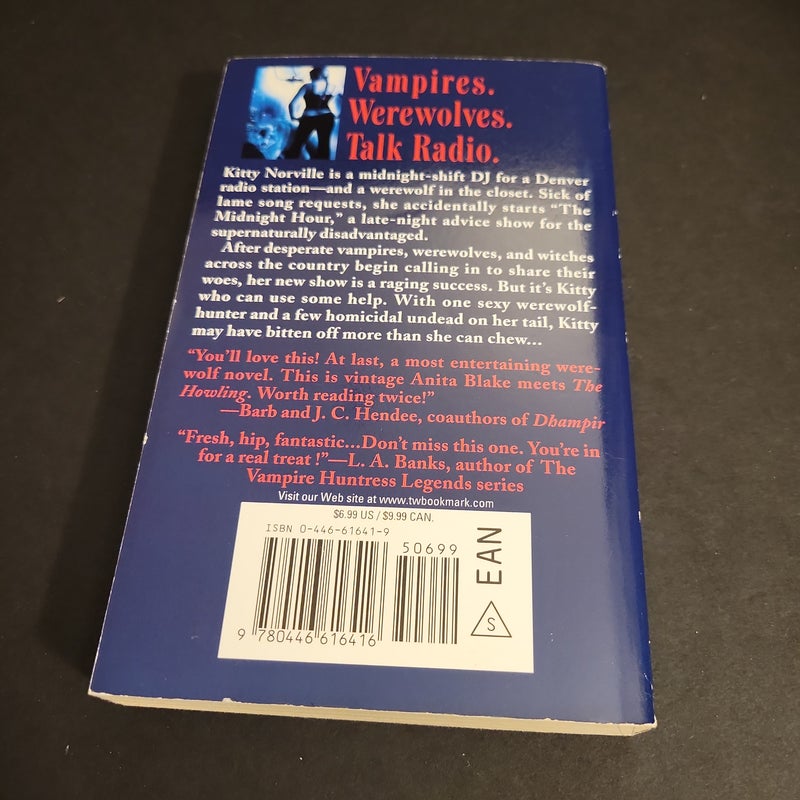 Vampires.
Werewolves.
Talk Radio.
Kitty Norville is a midnight-shift DJ for a Denver
radio station—and a werewolf in the closet. Sick of
lame song requests, she accidentally starts “The
Midnight Hour,” a late-night advice show for the
supernaturally disadvantaged.
After desperate vampires, werewolves, and witches
across the country begin calling in to share their
woes, her new show is a raging success. But it’s Kitty
who can use some help. With one sexy werewolf-
hunter and a few homicidal undead on her tail, Kitty
may have bitten off more than she can chew...
“You’ll love this! At last, a most entertaining were-
wolf novel. This is vintage Anita Blake meets The
Howling. Worth reading twice!”
—Barb and J. C. Hendee, coauthors of Dhampir
“Fresh, hip, fantastic...Don’t miss this one. You’re in
for a real treat !”—L. A. Banks, author of The
Vampire Huntress Legends series
Visit our Web site at www.twbookmark.com
$6.99 US / $9.99 CAN.
ISBN 0-446-61641-9
50699
9 780446 616416
EAN
S